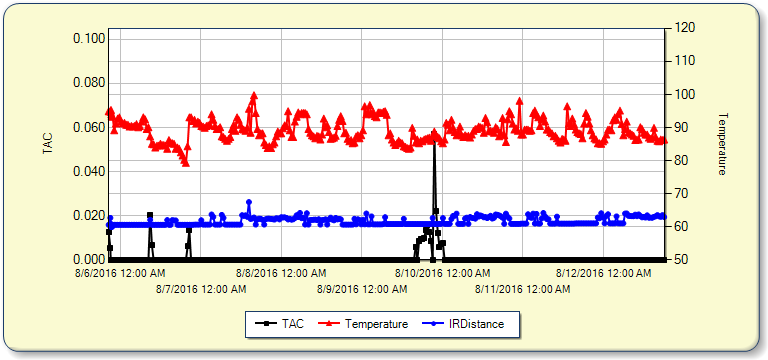 0.100
0.080
0.060
0.040
0.020
0.000
TAC
120
110
100
90
80
70
60
50
Temperature
8/6/2016 12:00 AM
8/8/2016 12:00 AM
8/10/2016 12:00 AM
8/12/2016 12:00 AM
8/7/2016 12:00 AM
8/9/2016 12:00 AM
8/11/2016 12:00 AM
TAC Temperature IRDistance